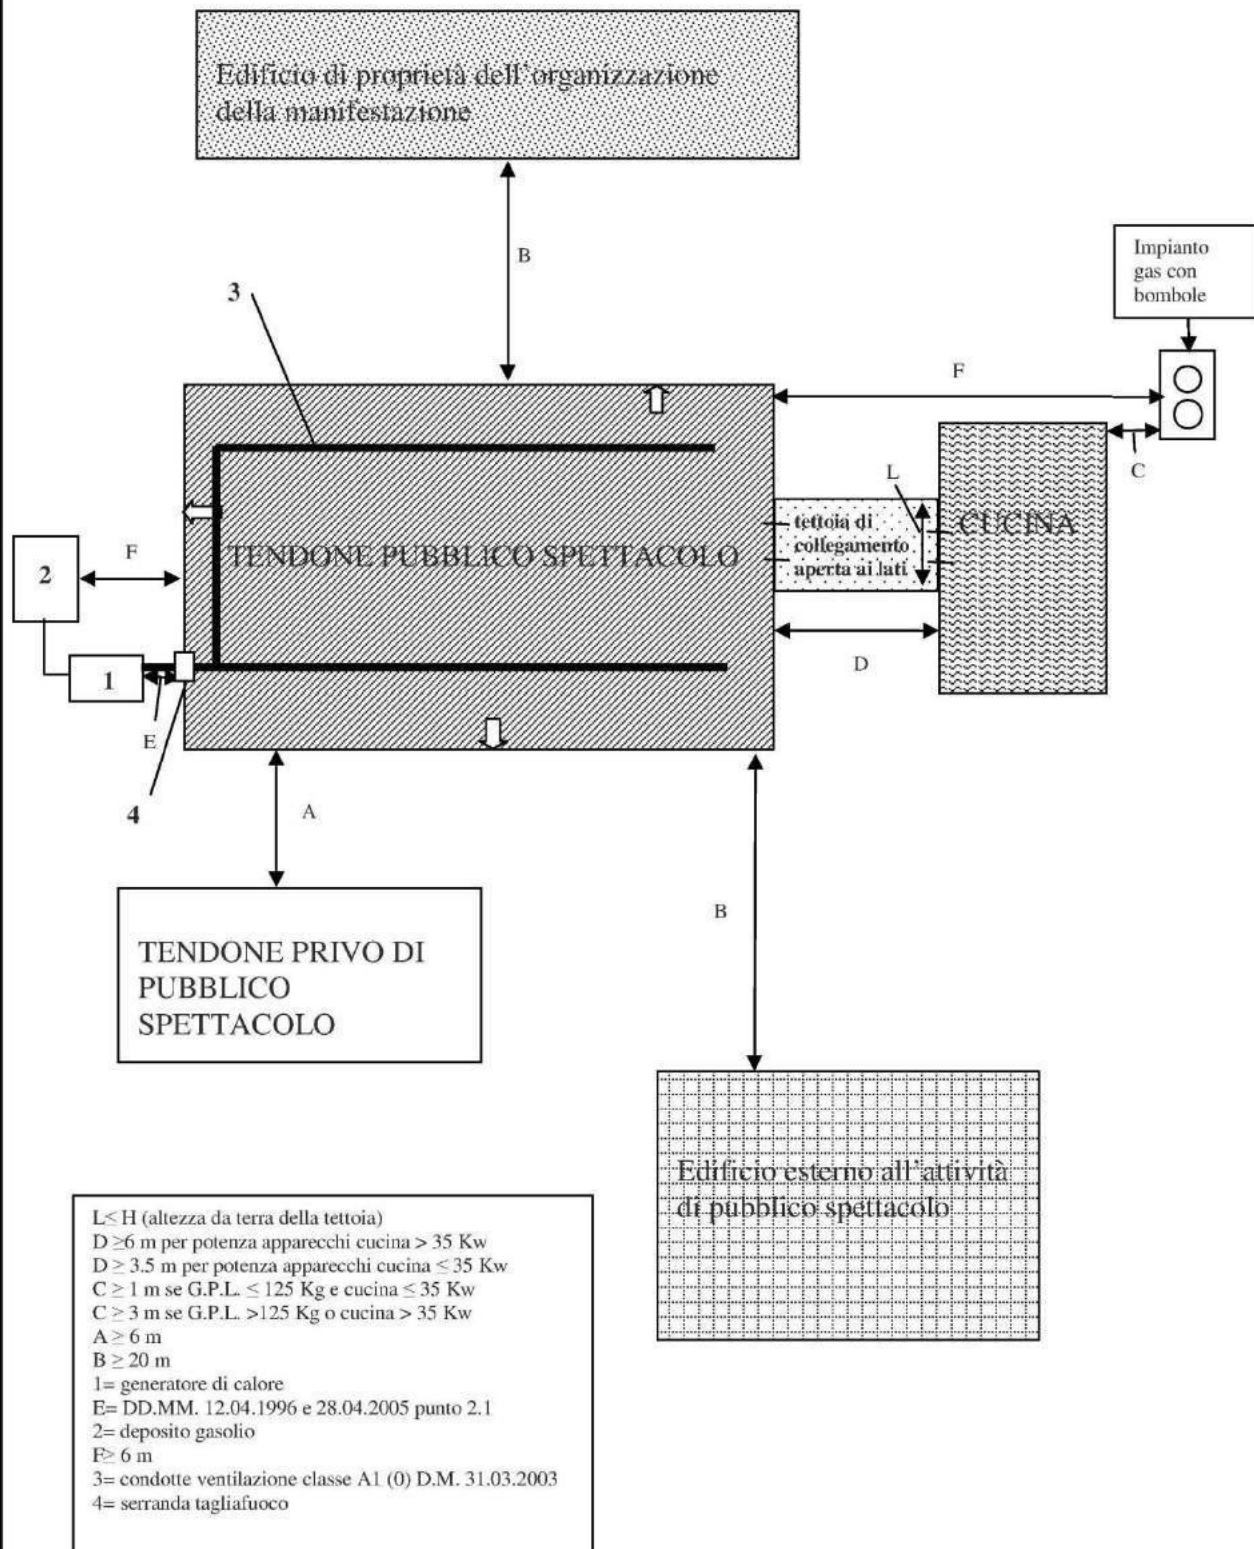 Edificio di proprietà dell'organizzazione
della manifestazione
B
Impianto
gas con
bombole
3
F
C
L
CUCINA
tettoia di
collegamento
aperta ai lati
TENDONE PUBBLICO SPETTACOLO
F
2
D
1
E
4
A
B
TENDONE PRIVO DI
PUBBLICO
SPETTACOLO
Edificio esterno all'attività
di pubblico spettacolo
L≤ H (altezza da terra della tettoia)
D ≥6 m per potenza apparecchi cucina > 35 Kw
D ≥ 3.5 m per potenza apparecchi cucina ≤ 35 Kw
C ≥ 1 m se G.P.L. ≤ 125 Kg e cucina ≤ 35 Kw
C ≥ 3 m se G.P.L. >125 Kg o cucina > 35 Kw
A ≥ 6 m
B ≥ 20 m
1= generatore di calore
E= DD.MM. 12.04.1996 e 28.04.2005 punto 2.1
2= deposito gasolio
F≥ 6 m
3= condotte ventilazione classe A1 (0) D.M. 31.03.2003
4= serranda tagliafuoco